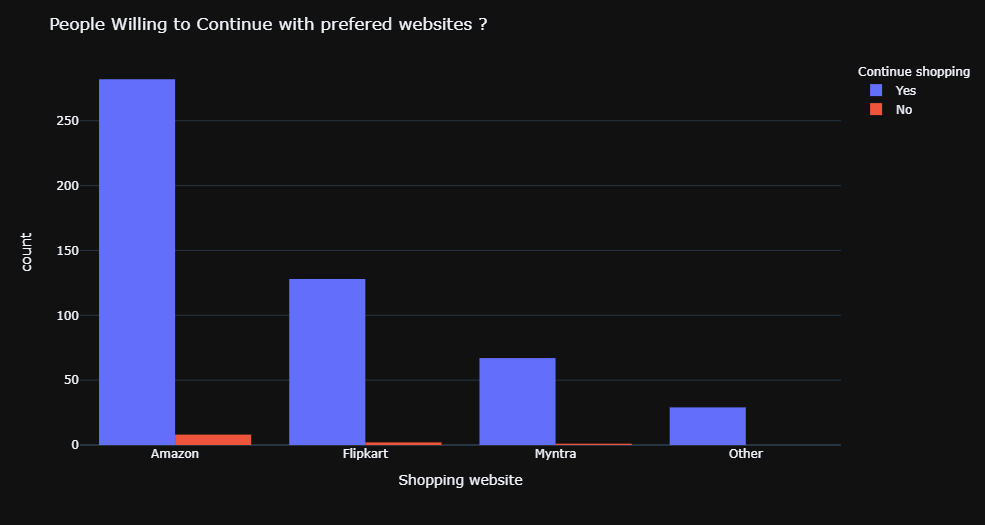 People Willing to Continue with prefered websites ?
Continue shopping
Yes
No
250
200
150
100
50
0
count
Amazon
Flipkart
Myntra
Other
Shopping website